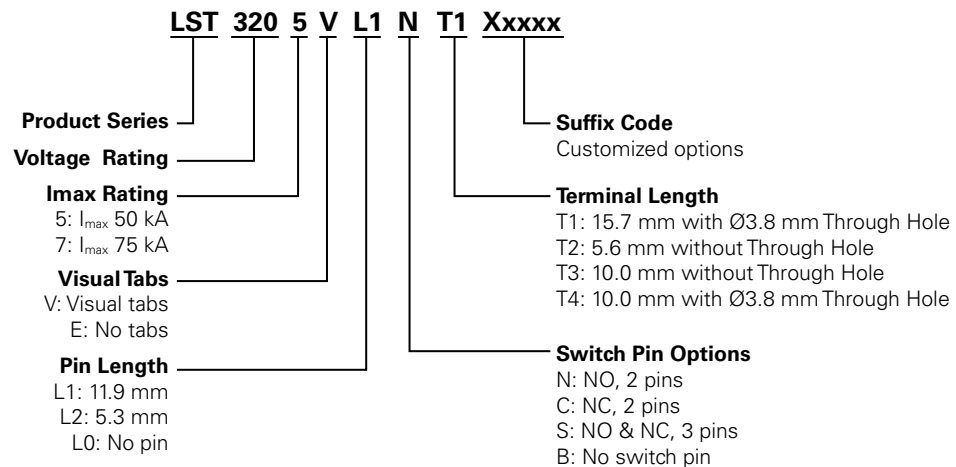 LST 320 5 V L1 N T1 Xxxxx
Product Series
Voltage Rating
Imax Rating
5: Imax 50 kA
7: Imax 75 kA
Visual Tabs
V: Visual tabs
E: No tabs
Pin Length
L1: 11.9 mm
L2: 5.3 mm
L0: No pin
Suffix Code
Customized options
Terminal Length
T1: 15.7 mm with Ø3.8 mm Through Hole
T2: 5.6 mm without Through Hole
T3: 10.0 mm without Through Hole
T4: 10.0 mm with Ø3.8 mm Through Hole
Switch Pin Options
N: NO, 2 pins
C: NC, 2 pins
S: NO & NC, 3 pins
B: No switch pin